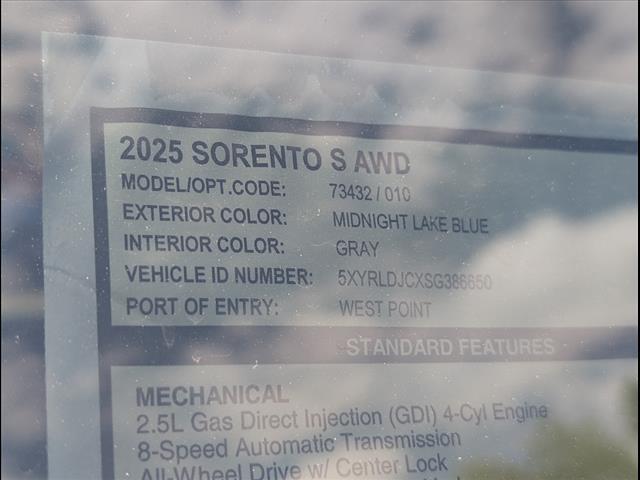 2025 SORENTO S AWD
MODEL/OPT.CODE: 73432 / 010
EXTERIOR COLOR: MIDNIGHT LAKE BLUE
INTERIOR COLOR: GRAY
VEHICLE ID NUMBER: 5XYRLDJCXSG386650
PORT OF ENTRY: WEST POINT
STANDARD FEATURES
MECHANICAL
2.5L Gas Direct Injection (GDI) 4-Cyl Engine
8-Speed Automatic Transmission
All-Wheel Drive w/ Center Lock